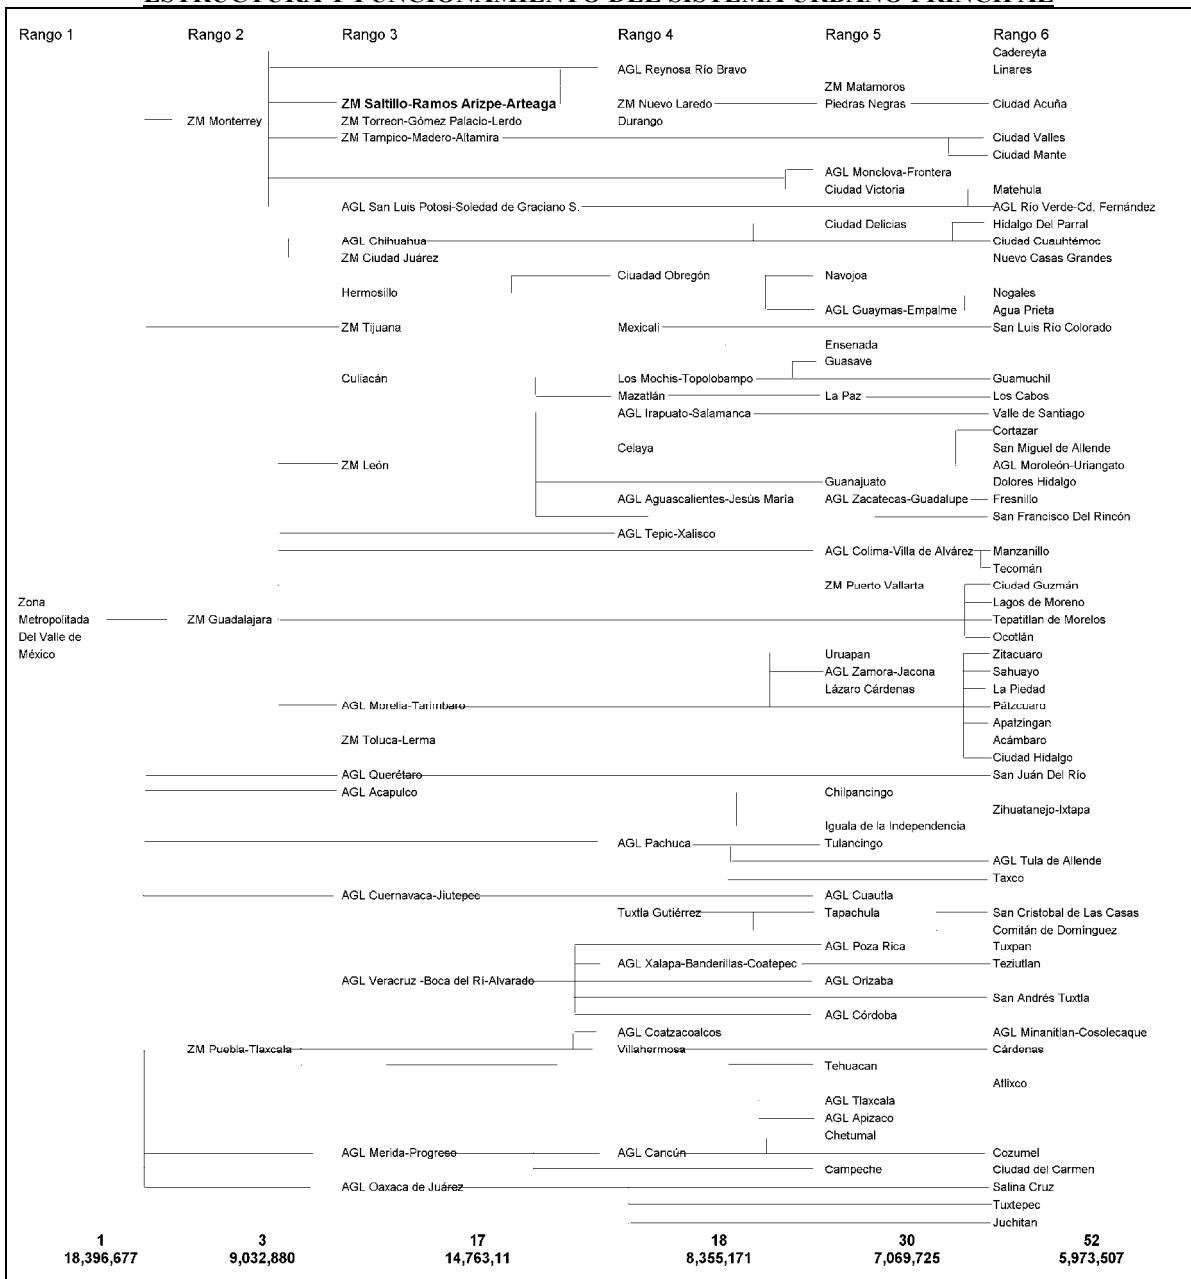 ESTRUCTURA Y FUNCIONAMIENTO DEL SISTEMA URBANO PRINCIPAL
Rango 1 Rango 2 Rango 3 Rango 4 Rango 5 Rango 6
Cadereyta
AGL Reynosa Río Bravo Linares
ZM Matamoros
ZM Saltillo-Ramos Arizpe-Arteaga ZM Nuevo Laredo Piedras Negras Ciudad Acuña
ZM Monterrey ZM Torreon-Gómez Palacio-Lerdo Durango
ZM Tampico-Madero-Altamira Ciudad Valles
Ciudad Mante
AGL Monclova-Frontera
Ciudad Victoria Matehula
AGL San Luis Potosi-Soledad de Graciano S. AGL Río Verde-Cd. Fernández
Ciudad Delicias Hidalgo Del Parral
AGL Chihuahua Ciudad Cuauhtémoc
ZM Ciudad Juárez Nuevo Casas Grandes
Ciuadad Obregón Navojoa
Hermosillo Nogales
AGL Guaymas-Empalme Agua Prieta
ZM Tijuana Mexicali San Luis Río Colorado
Ensenada
Guasave
Culiacán Los Mochis-Topolobampo Guamuchil
Mazatlán La Paz Los Cabos
AGL Irapuato-Salamanca Valle de Santiago
Cortazar
Celaya San Miguel de Allende
ZM León AGL Moroleón-Uriangato
Guanajuato Dolores Hidalgo
AGL Aguascalientes-Jesús María AGL Zacatecas-Guadalupe Fresnillo
San Francisco Del Rincón
AGL Tepic-Xalisco
AGL Colima-Villa de Alvárez Manzanillo
Tecomán
ZM Puerto Vallarta Ciudad Guzmán
Zona Lagos de Moreno
Metropolitada ZM Guadalajara Tepatitlan de Morelos
Del Valle de Ocotlán
México Uruapan Zitacuaro
AGL Zamora-Jacona Sahuayo
Lázaro Cárdenas La Piedad
AGL Morelia-Tarimbaro Pátzcuaro
Apatzingan
ZM Toluca-Lerma Acámbaro
Ciudad Hidalgo
AGL Querétaro San Juán Del Río
AGL Acapulco Chilpancingo
Zihuatanejo-Ixtapa
Iguala de la Independencia
AGL Pachuca Tulancingo
AGL Tula de Allende
Taxco
AGL Cuernavaca-Jiutepec AGL Cuautla
Tuxtla Gutiérrez Tapachula San Cristobal de Las Casas
Comitán de Domínguez
AGL Poza Rica Tuxpan
AGL Xalapa-Banderillas-Coatepec Teziutlan
AGL Veracruz -Boca del Rí-Alvarado AGL Orizaba
San Andrés Tuxtla
AGL Córdoba
AGL Coatzacoalcos AGL Minanitlan-Cosolecaque
ZM Puebla-Tlaxcala Villahermosa Cárdenas
Tehuacan
Atlixco
AGL Tlaxcala
AGL Apizaco
Chetumal
AGL Merida-Progreso AGL Cancún Cozumel
Campeche Ciudad del Carmen
AGL Oaxaca de Juárez Salina Cruz
Tuxtepec
Juchitan
1 3 17 18 30 52
18,396,677 9,032,880 14,763,11 8,355,171 7,069,725 5,973,507